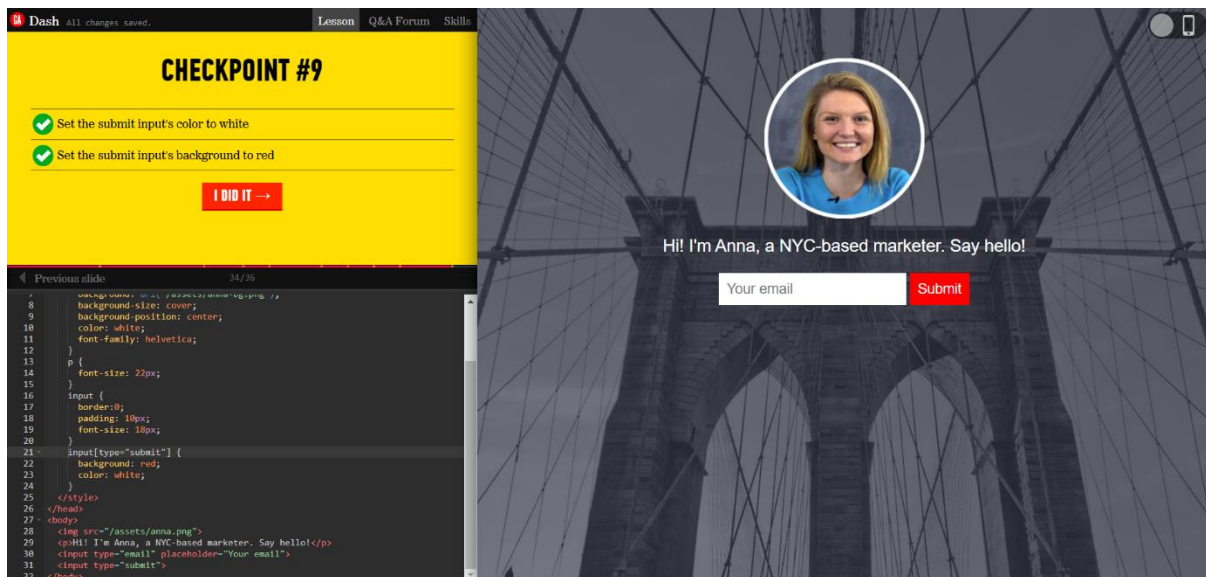 GA Dash All changes saved.
Lesson Q&A Forum Skills
CHECKPOINT #9
Set the submit input's color to white
Set the submit input's background to red
I DID IT →
Previous slide
34/36
8 background-size: cover;
9 background-position: center;
10 color: white;
11 font-family: helvetica;
12 }
13 p {
14 font-size: 22px;
15 }
16 input {
17 border:0;
18 padding: 10px;
19 font-size: 18px;
20 }
21 input[type="submit"] {
22 background: red;
23 color: white;
24 }
25 </style>
26 </head>
27 <body>
28 <img src="/assets/anna.png">
29 <p>Hi! I'm Anna, a NYC-based marketer. Say hello!</p>
30 <input type="email" placeholder="Your email">
31 <input type="submit">
32 </body>
Hi! I'm Anna, a NYC-based marketer. Say hello!
Your email Submit